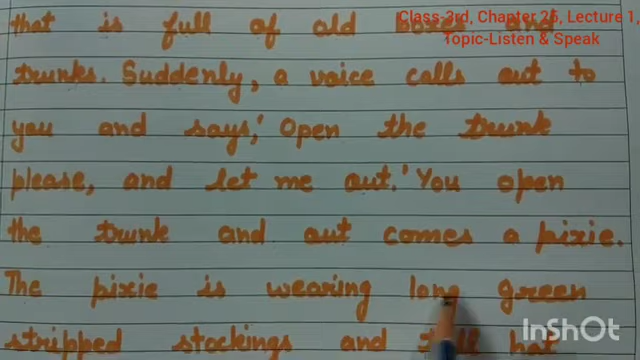 Class-3rd, Chapter 26, Lecture 1,
Topic-Listen & Speak
that is full of old boxes and
trunks. Suddenly, a voice calls out to
you and says,' Open the trunk
please, and let me out.' You open
the trunk and out comes a pixie.
The pixie is wearing long green
stripped stockings and tall hat
InShOt